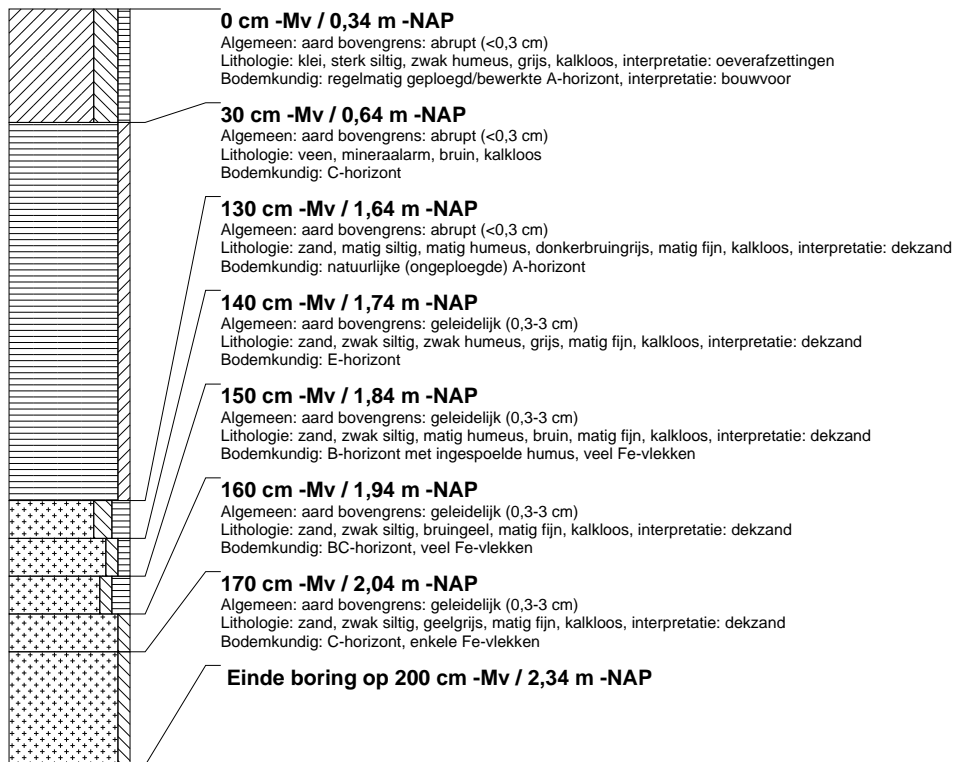 0 cm -Mv / 0,34 m -NAP
Algemeen: aard bovengrens: abrupt (<0,3 cm)
Lithologie: klei, sterk siltig, zwak humeus, grijs, kalkloos, interpretatie: oeverafzettingen
Bodemkundig: regelmatig geploegd/bewerkte A-horizont, interpretatie: bouwvoor
30 cm -Mv / 0,64 m -NAP
Algemeen: aard bovengrens: abrupt (<0,3 cm)
Lithologie: veen, mineraalarm, bruin, kalkloos
Bodemkundig: C-horizont
130 cm -Mv / 1,64 m -NAP
Algemeen: aard bovengrens: abrupt (<0,3 cm)
Lithologie: zand, matig siltig, matig humeus, donkerbruingrijs, matig fijn, kalkloos, interpretatie: dekzand
Bodemkundig: natuurlijke (ongeploegde) A-horizont
140 cm -Mv / 1,74 m -NAP
Algemeen: aard bovengrens: geleidelijk (0,3-3 cm)
Lithologie: zand, zwak siltig, zwak humeus, grijs, matig fijn, kalkloos, interpretatie: dekzand
Bodemkundig: E-horizont
150 cm -Mv / 1,84 m -NAP
Algemeen: aard bovengrens: geleidelijk (0,3-3 cm)
Lithologie: zand, zwak siltig, matig humeus, bruin, matig fijn, kalkloos, interpretatie: dekzand
Bodemkundig: B-horizont met ingespoelde humus, veel Fe-vlekken
160 cm -Mv / 1,94 m -NAP
Algemeen: aard bovengrens: geleidelijk (0,3-3 cm)
Lithologie: zand, zwak siltig, bruingeel, matig fijn, kalkloos, interpretatie: dekzand
Bodemkundig: BC-horizont, veel Fe-vlekken
170 cm -Mv / 2,04 m -NAP
Algemeen: aard bovengrens: geleidelijk (0,3-3 cm)
Lithologie: zand, zwak siltig, geelgrijs, matig fijn, kalkloos, interpretatie: dekzand
Bodemkundig: C-horizont, enkele Fe-vlekken
Einde boring op 200 cm -Mv / 2,34 m -NAP